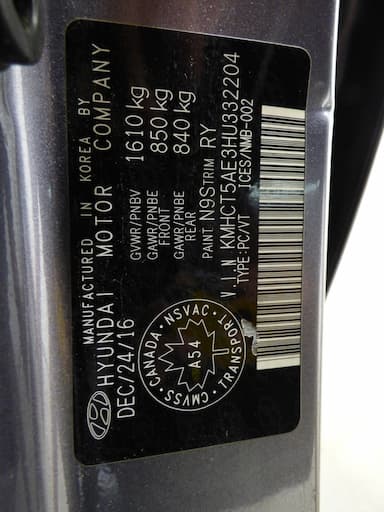 MANUFACTURED IN KOREA BY
HYUNDAI MOTOR COMPANY
DEC/24/16
GVWR/PNBV 1610 kg
GAWR/PNBE FRONT 850 kg
GAWR/PNBE REAR 840 kg
PAINT N9S TRIM RY
V.I.N KMHCT5AE3HU332204
TYPE:PC/VT ICES/NMB-002
CANADA · NSVAC · TRANSPORT · CMVSS
A54